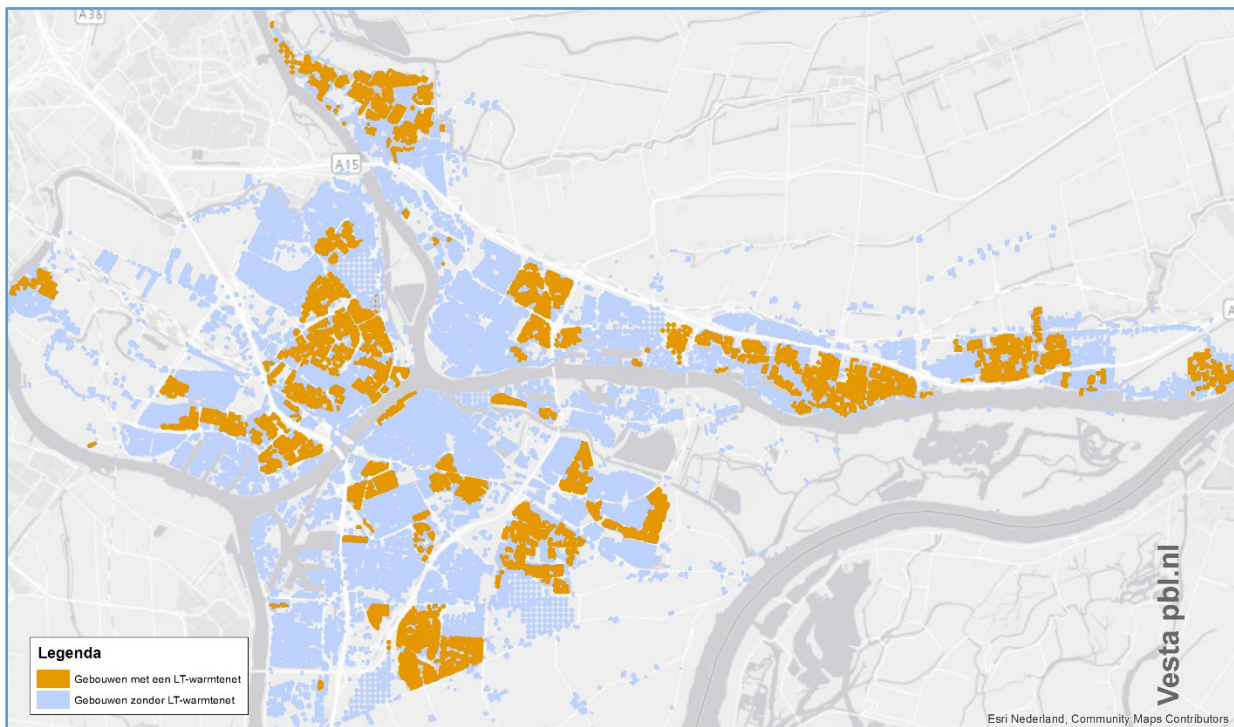 A36
A15
A
Legenda
Gebouwen met een LT-warmtenet
Gebouwen zonder LT-warmtenet
Vesta pbl.nl
Esri Nederland, Community Maps Contributors